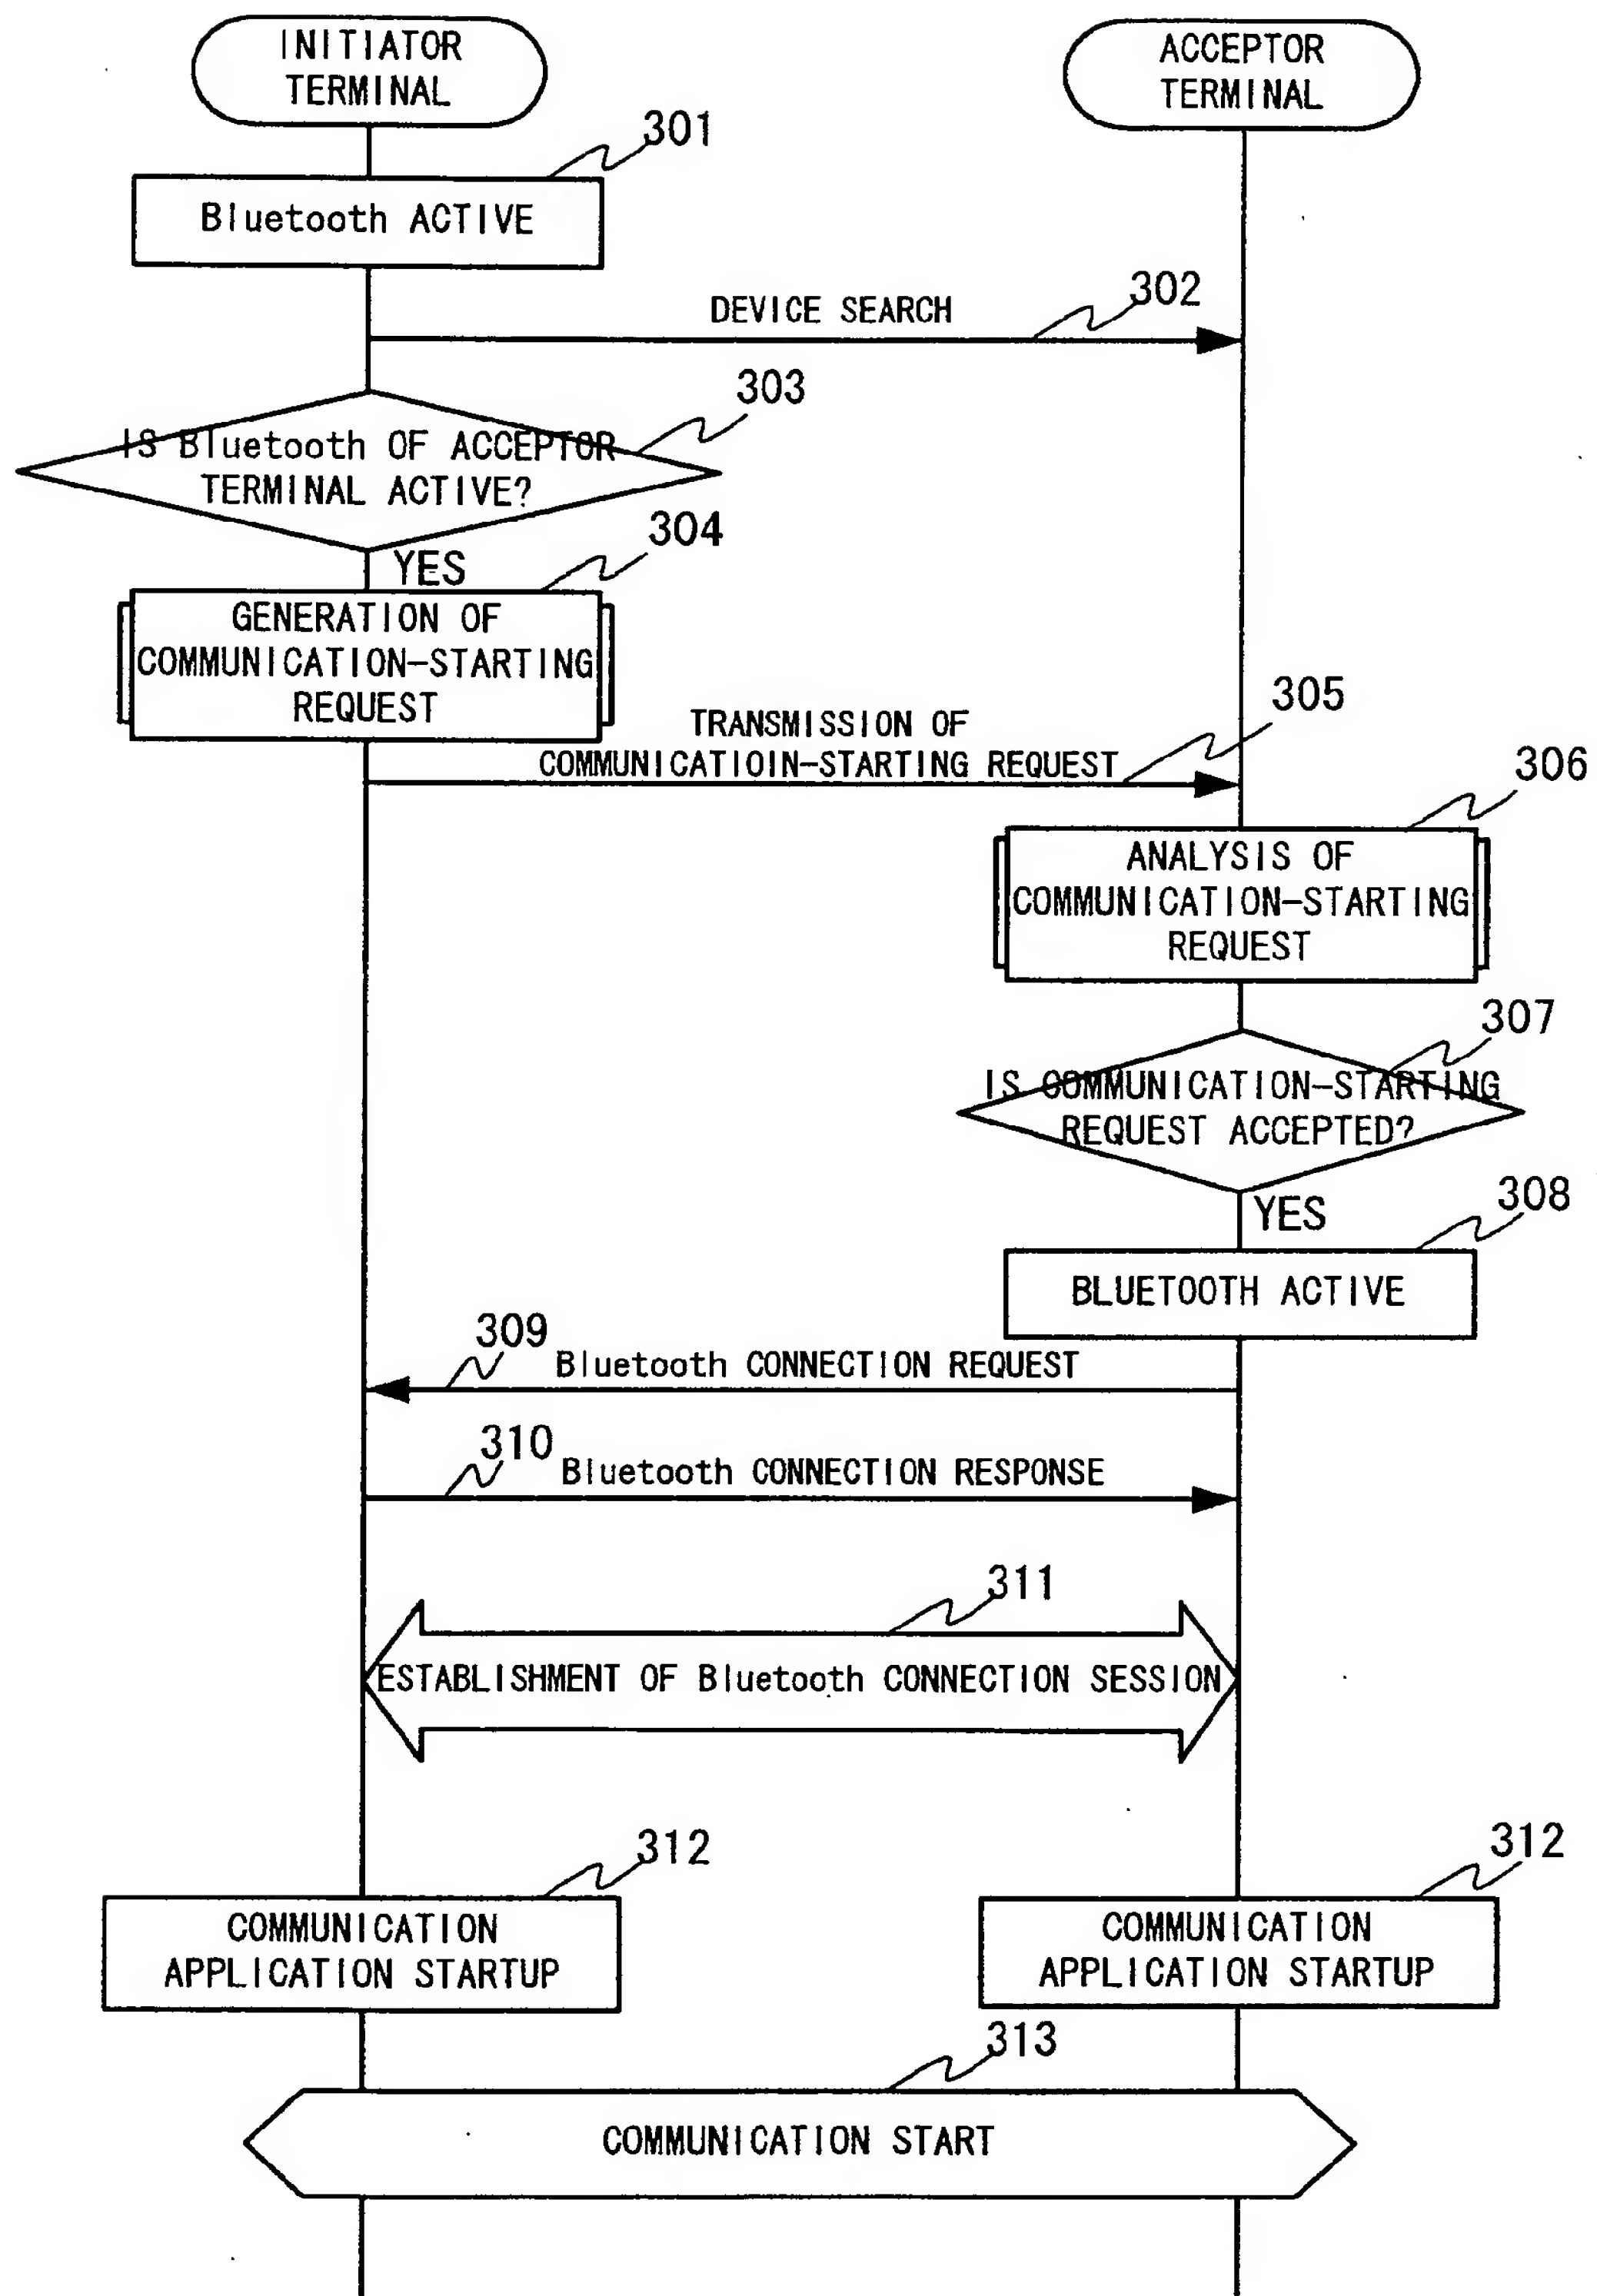 INITIATOR
TERMINAL
ACCEPTOR
TERMINAL
301
Bluetooth ACTIVE
302
DEVICE SEARCH
303
IS Bluetooth OF ACCEPTOR
TERMINAL ACTIVE?
YES
304
GENERATION OF
COMMUNICATION-STARTING
REQUEST
305
TRANSMISSION OF
COMMUNICATIOIN-STARTING REQUEST
306
ANALYSIS OF
COMMUNICATION-STARTING
REQUEST
307
IS COMMUNICATION-STARTING
REQUEST ACCEPTED?
YES
308
BLUETOOTH ACTIVE
309
Bluetooth CONNECTION REQUEST
310
Bluetooth CONNECTION RESPONSE
311
ESTABLISHMENT OF Bluetooth CONNECTION SESSION
312
COMMUNICATION
APPLICATION STARTUP
312
COMMUNICATION
APPLICATION STARTUP
313
COMMUNICATION START